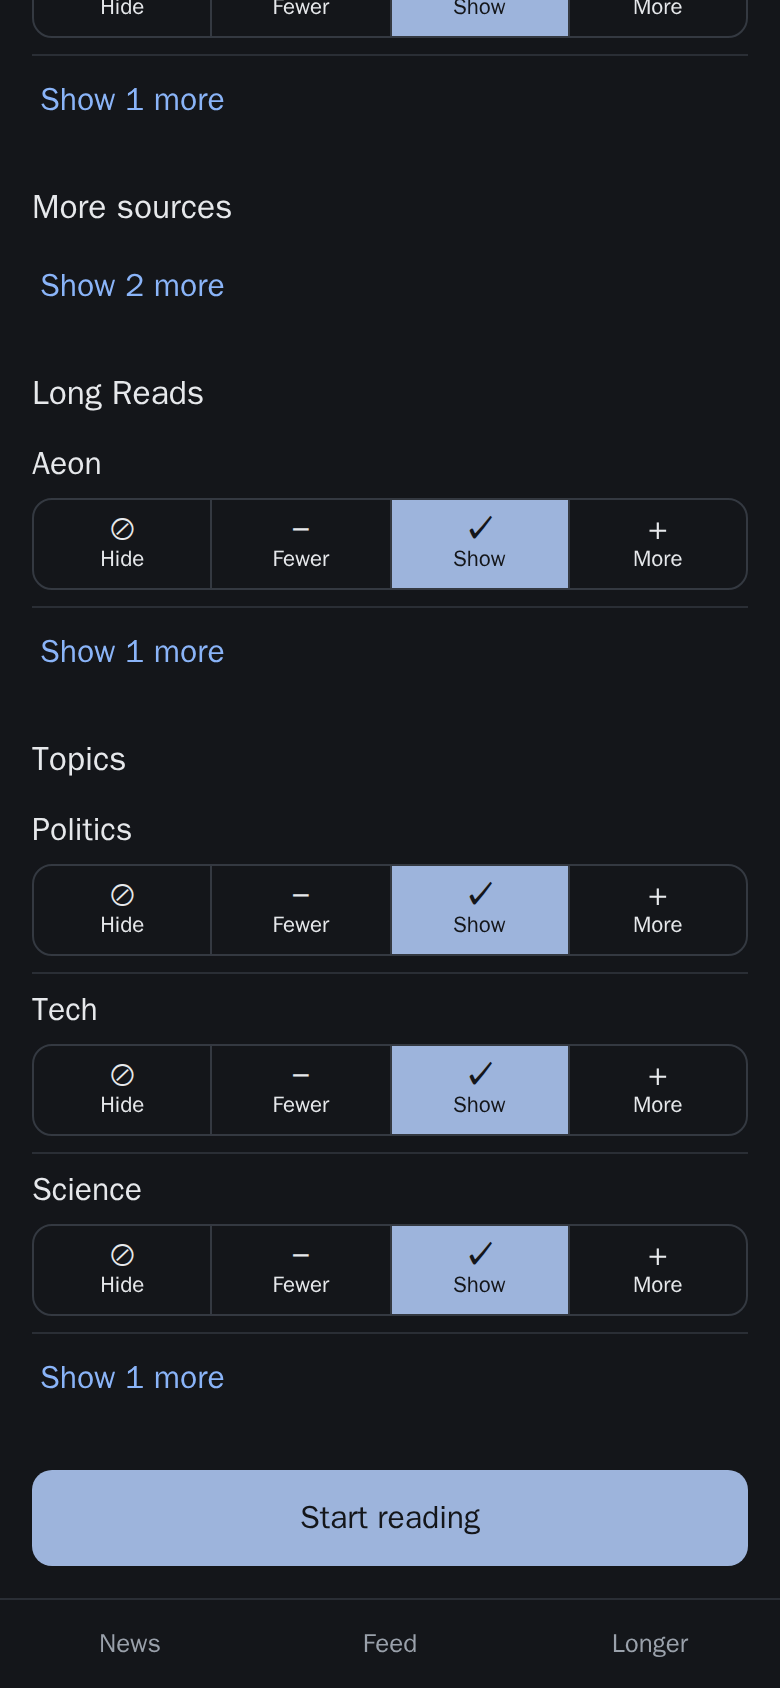 Hide Fewer Show More
Show 1 more
More sources
Show 2 more
Long Reads
Aeon
Hide Fewer Show More
Show 1 more
Topics
Politics
Hide Fewer Show More
Tech
Hide Fewer Show More
Science
Hide Fewer Show More
Show 1 more
Start reading
News Feed Longer